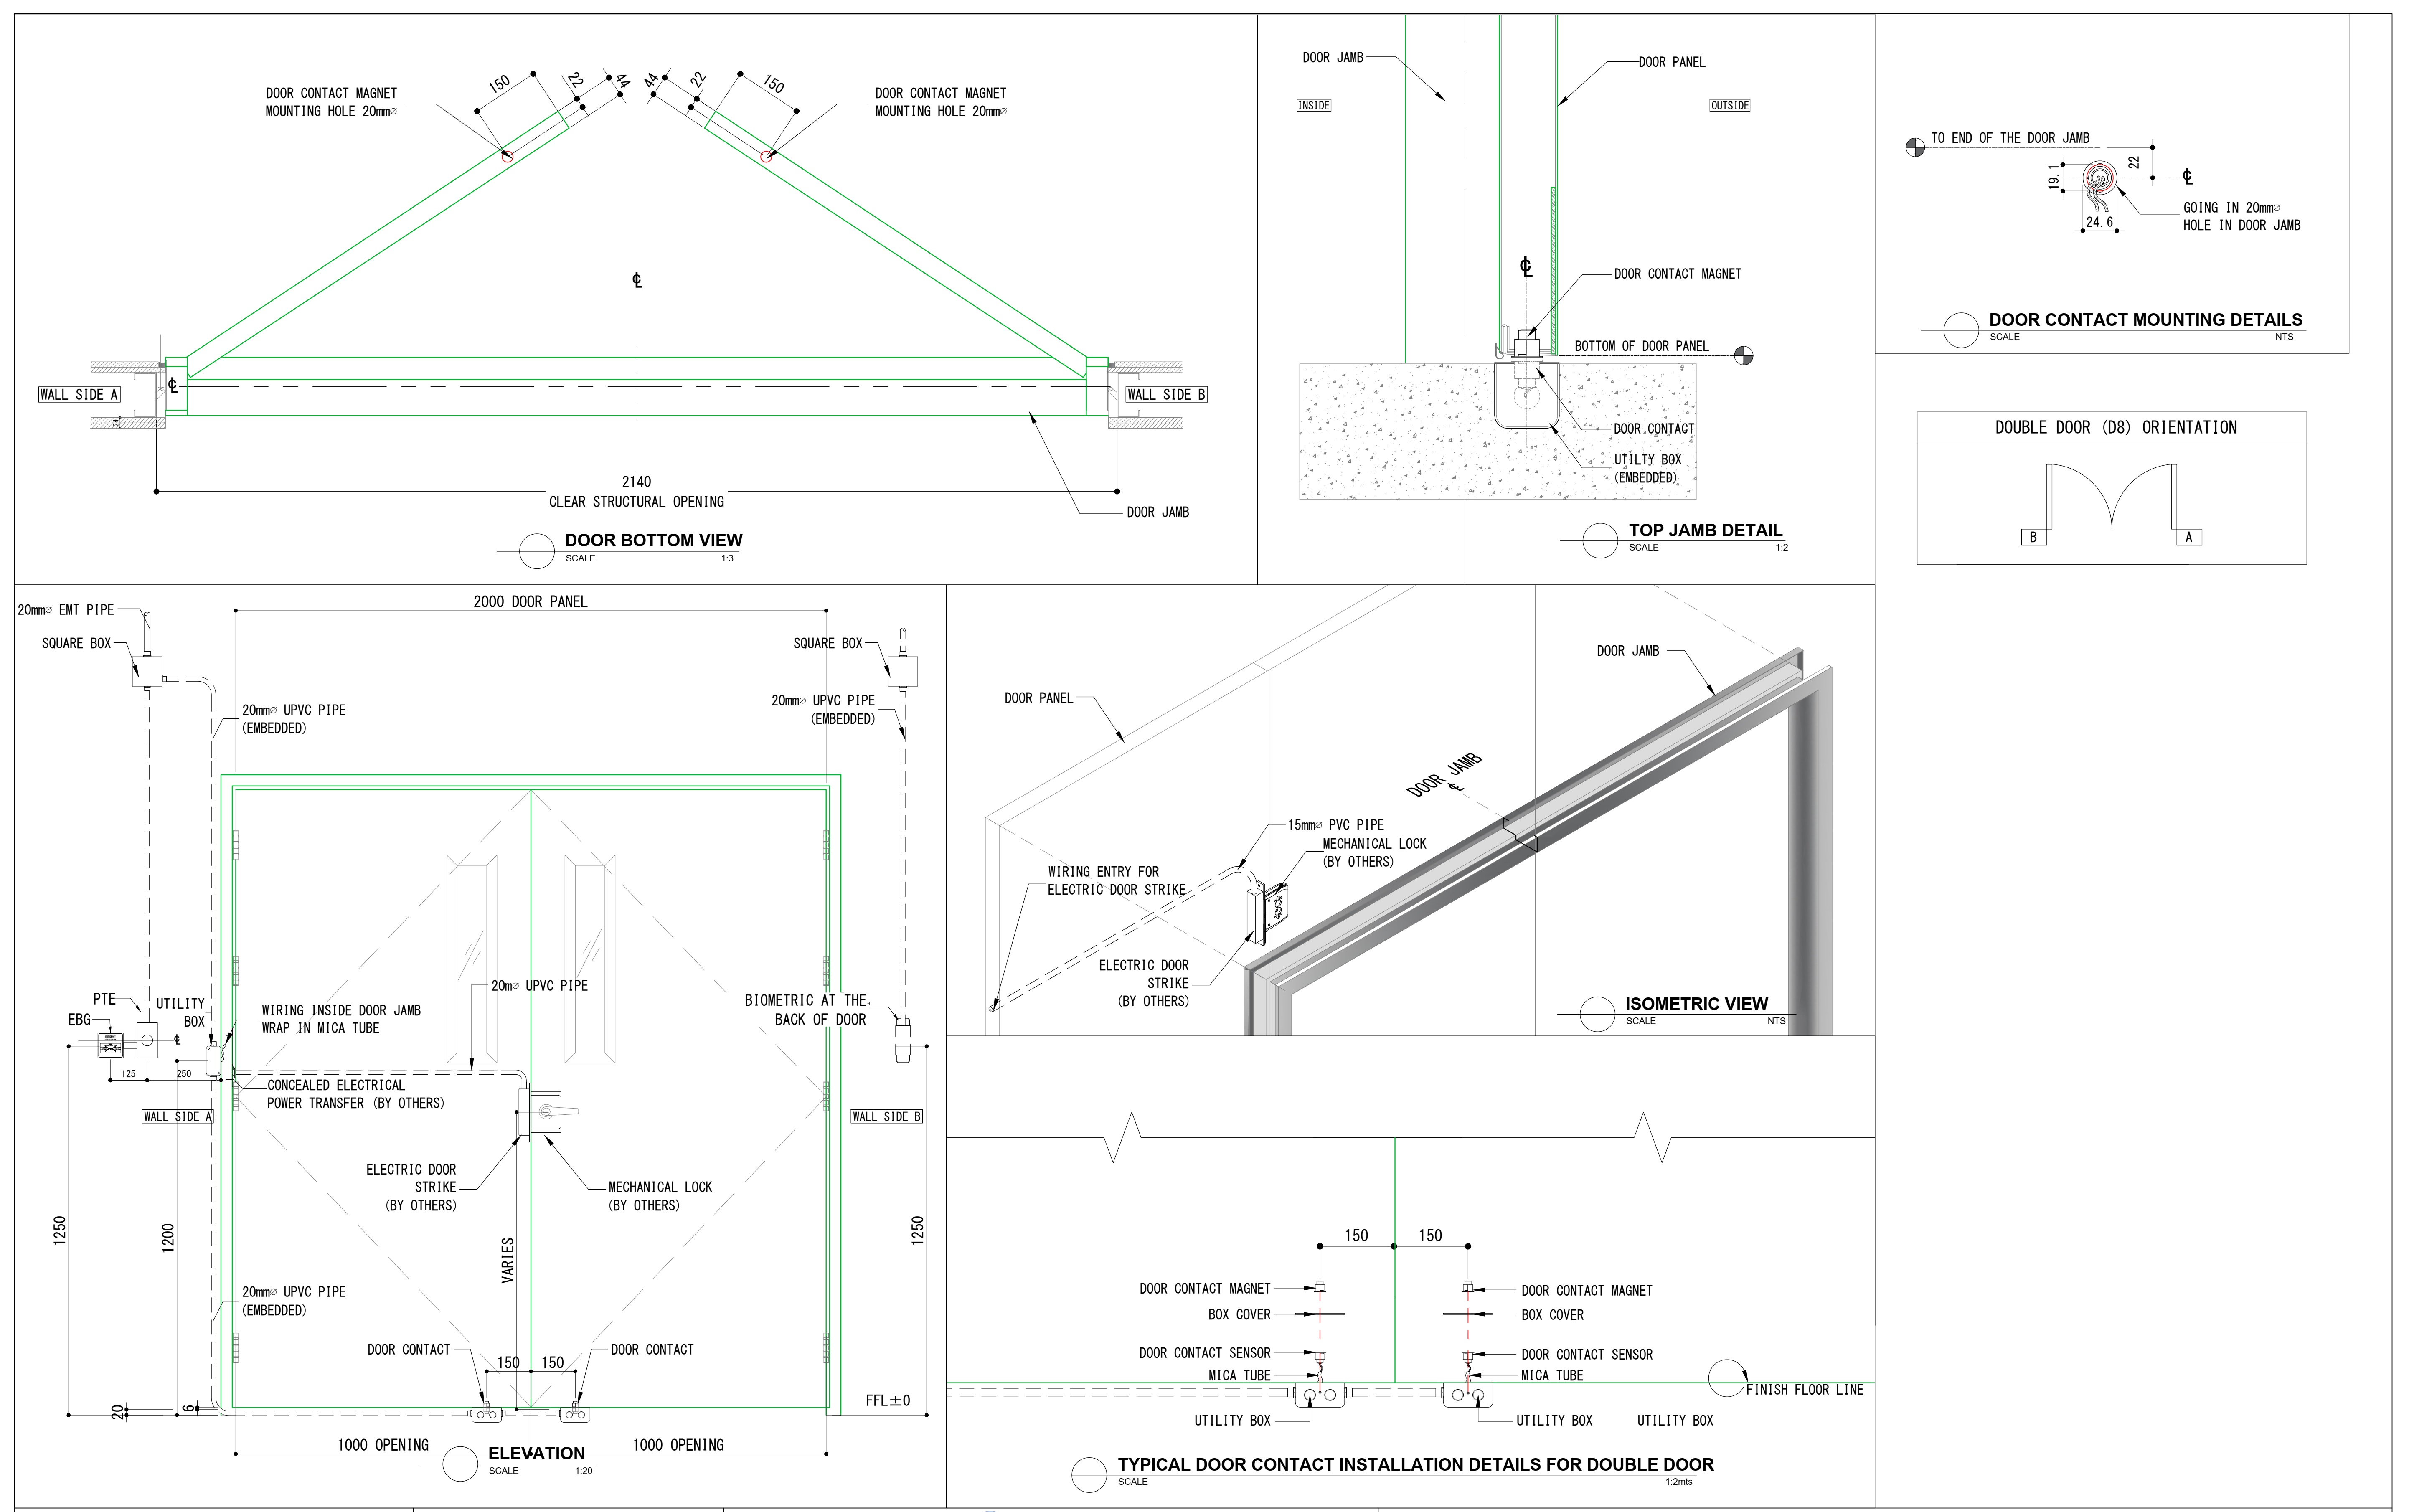 DOOR CONTACT MAGNET
MOUNTING HOLE 20mm⌀
150
22
44
44
22
150
DOOR CONTACT MAGNET
MOUNTING HOLE 20mm⌀
℄
WALL SIDE A
℄
24
WALL SIDE B
2140
CLEAR STRUCTURAL OPENING
DOOR JAMB
DOOR BOTTOM VIEW
SCALE 1:3
DOOR JAMB
DOOR PANEL
INSIDE
OUTSIDE
℄
DOOR CONTACT MAGNET
BOTTOM OF DOOR PANEL
DOOR CONTACT
UTILTY BOX
(EMBEDDED)
TOP JAMB DETAIL
SCALE 1:2
TO END OF THE DOOR JAMB
22
19.1
℄
24.6
GOING IN 20mm⌀
HOLE IN DOOR JAMB
DOOR CONTACT MOUNTING DETAILS
SCALE NTS
DOUBLE DOOR (D8) ORIENTATION
B
A
2000 DOOR PANEL
20mm⌀ EMT PIPE
SQUARE BOX
SQUARE BOX
20mm⌀ UPVC PIPE
(EMBEDDED)
20mm⌀ UPVC PIPE
(EMBEDDED)
20m⌀ UPVC PIPE
PTE
UTILITY
BOX
EBG
℄
WIRING INSIDE DOOR JAMB
WRAP IN MICA TUBE
BIOMETRIC AT THE
BACK OF DOOR
125
250
CONCEALED ELECTRICAL
POWER TRANSFER (BY OTHERS)
WALL SIDE A
WALL SIDE B
ELECTRIC DOOR
STRIKE
(BY OTHERS)
MECHANICAL LOCK
(BY OTHERS)
1250
1200
VARIES
1250
20mm⌀ UPVC PIPE
(EMBEDDED)
DOOR CONTACT
DOOR CONTACT
150
150
20
6
FFL±0
1000 OPENING
1000 OPENING
ELEVATION
SCALE 1:20
DOOR JAMB
DOOR PANEL
DOOR JAMB
℄
15mm⌀ PVC PIPE
MECHANICAL LOCK
(BY OTHERS)
WIRING ENTRY FOR
ELECTRIC DOOR STRIKE
ELECTRIC DOOR
STRIKE
(BY OTHERS)
ISOMETRIC VIEW
SCALE NTS
150
150
DOOR CONTACT MAGNET
DOOR CONTACT MAGNET
BOX COVER
BOX COVER
DOOR CONTACT SENSOR
DOOR CONTACT SENSOR
MICA TUBE
MICA TUBE
FINISH FLOOR LINE
UTILITY BOX
UTILITY BOX
UTILITY BOX
TYPICAL DOOR CONTACT INSTALLATION DETAILS FOR DOUBLE DOOR
SCALE 1:2mts